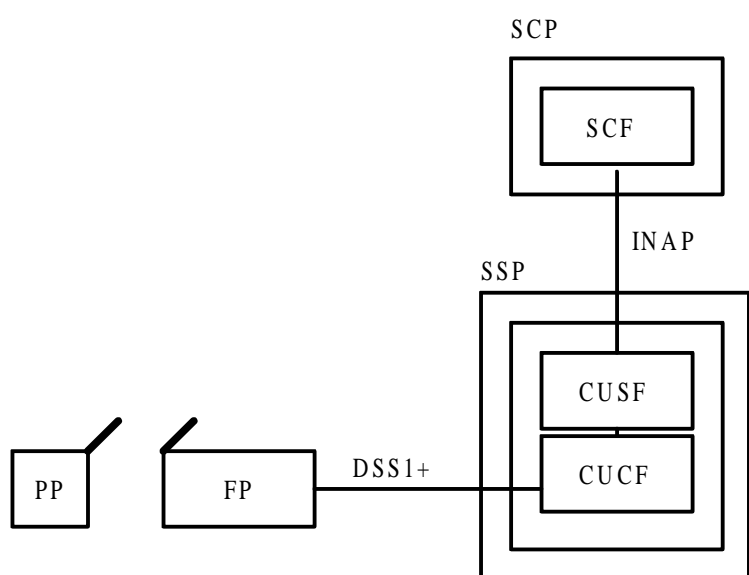 SCP
SCF
INAP
SSP
CUSF
CUCF
DSS1+
PP
FP